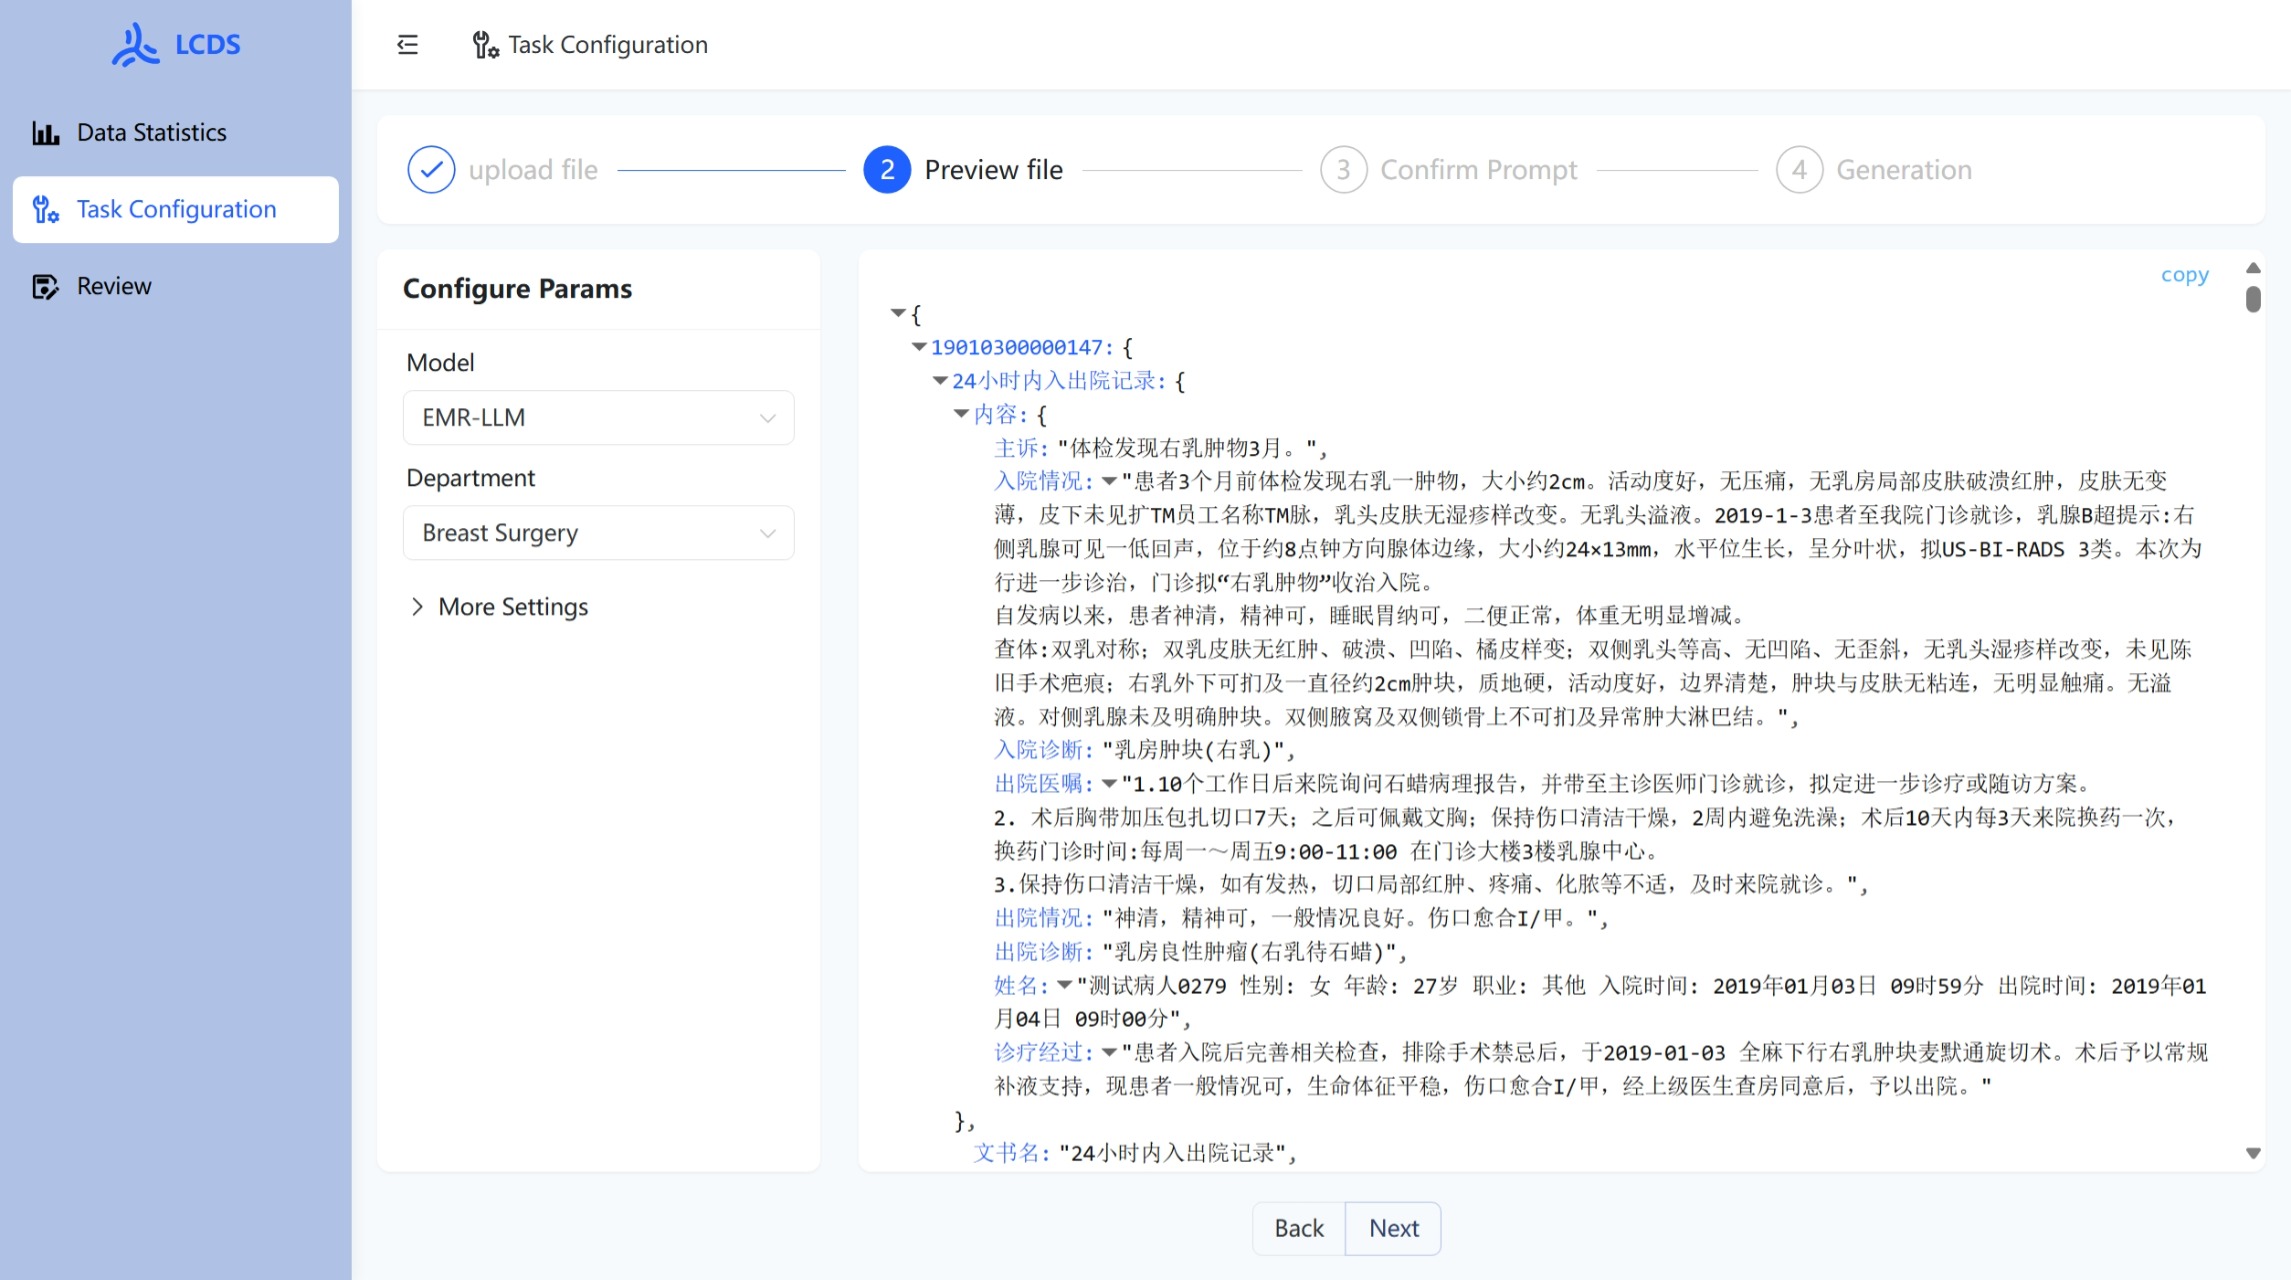 LCDS
Data Statistics
Task Configuration
Review
Task Configuration
upload file
2 Preview file
3 Confirm Prompt
4 Generation
Configure Params
Model
EMR-LLM
Department
Breast Surgery
More Settings
copy
{
19010300000147: {
24小时内入出院记录: {
内容: {
主诉: "体检发现右乳肿物3月。",
入院情况: "患者3个月前体检发现右乳一肿物，大小约2cm。活动度好，无压痛，无乳房局部皮肤破溃红肿，皮肤无变
薄，皮下未见扩TM员工名称TM脉，乳头皮肤无湿疹样改变。无乳头溢液。2019-1-3患者至我院门诊就诊，乳腺B超提示:右
侧乳腺可见一低回声，位于约8点钟方向腺体边缘，大小约24×13mm，水平位生长，呈分叶状，拟US-BI-RADS 3类。本次为
行进一步诊治，门诊拟“右乳肿物”收治入院。
自发病以来，患者神清，精神可，睡眠胃纳可，二便正常，体重无明显增减。
查体:双乳对称；双乳皮肤无红肿、破溃、凹陷、橘皮样变；双侧乳头等高、无凹陷、无歪斜，无乳头湿疹样改变，未见陈
旧手术疤痕；右乳外下可扪及一直径约2cm肿块，质地硬，活动度好，边界清楚，肿块与皮肤无粘连，无明显触痛。无溢
液。对侧乳腺未及明确肿块。双侧腋窝及双侧锁骨上不可扪及异常肿大淋巴结。",
入院诊断: "乳房肿块(右乳)",
出院医嘱: "1.10个工作日后来院询问石蜡病理报告，并带至主诊医师门诊就诊，拟定进一步诊疗或随访方案。
2. 术后胸带加压包扎切口7天；之后可佩戴文胸；保持伤口清洁干燥，2周内避免洗澡；术后10天内每3天来院换药一次，
换药门诊时间:每周一～周五9:00-11:00 在门诊大楼3楼乳腺中心。
3.保持伤口清洁干燥，如有发热，切口局部红肿、疼痛、化脓等不适，及时来院就诊。",
出院情况: "神清，精神可，一般情况良好。伤口愈合I/甲。",
出院诊断: "乳房良性肿瘤(右乳待石蜡)",
姓名: "测试病人0279 性别: 女 年龄: 27岁 职业: 其他 入院时间: 2019年01月03日 09时59分 出院时间: 2019年01
月04日 09时00分",
诊疗经过: "患者入院后完善相关检查，排除手术禁忌后，于2019-01-03 全麻下行右乳肿块麦默通旋切术。术后予以常规
补液支持，现患者一般情况可，生命体征平稳，伤口愈合I/甲，经上级医生查房同意后，予以出院。"
},
文书名: "24小时内入出院记录",
Back
Next